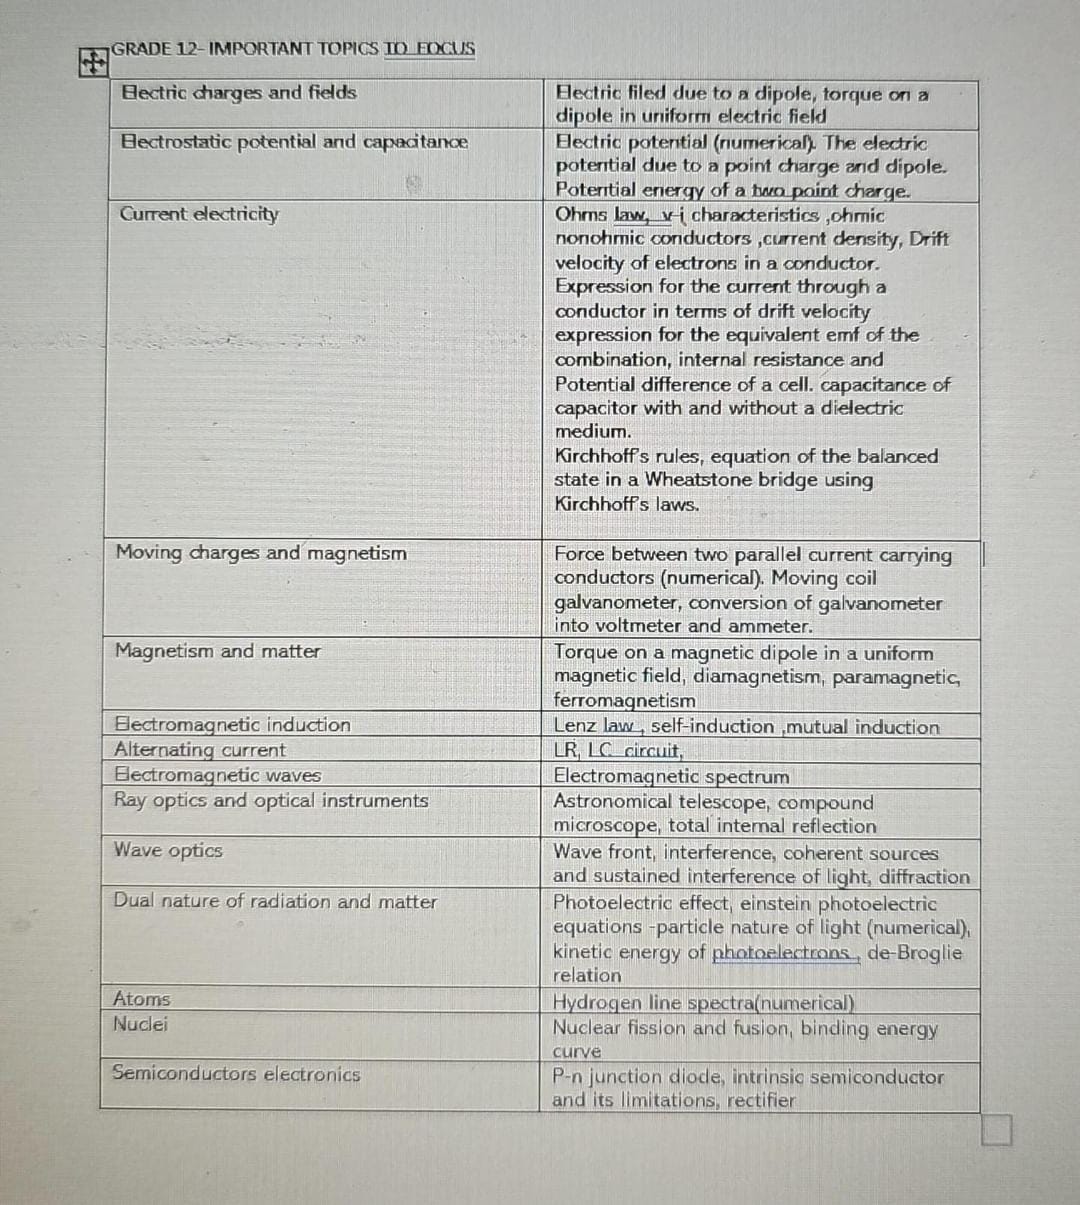 GRADE 12- IMPORTANT TOPICS TO FOCUS
Electric charges and fields
Electric filed due to a dipole, torque on a
dipole in uniform electric field
Electrostatic potential and capacitance
Electric potential (numerical). The electric
potential due to a point charge and dipole.
Potential energy of a two point charge.
Current electricity
Ohms law, v-i characteristics ,ohmic
nonohmic conductors ,current density, Drift
velocity of electrons in a conductor.
Expression for the current through a
conductor in terms of drift velocity
expression for the equivalent emf of the
combination, internal resistance and
Potential difference of a cell. capacitance of
capacitor with and without a dielectric
medium.
Kirchhoff's rules, equation of the balanced
state in a Wheatstone bridge using
Kirchhoff's laws.
Moving charges and magnetism
Force between two parallel current carrying
conductors (numerical). Moving coil
galvanometer, conversion of galvanometer
into voltmeter and ammeter.
Magnetism and matter
Torque on a magnetic dipole in a uniform
magnetic field, diamagnetism, paramagnetic,
ferromagnetism
Electromagnetic induction
Lenz law , self-induction ,mutual induction
Alternating current
LR, LC circuit,
Electromagnetic waves
Electromagnetic spectrum
Ray optics and optical instruments
Astronomical telescope, compound
microscope, total internal reflection
Wave optics
Wave front, interference, coherent sources
and sustained interference of light, diffraction
Dual nature of radiation and matter
Photoelectric effect, einstein photoelectric
equations -particle nature of light (numerical),
kinetic energy of photoelectrons , de-Broglie
relation
Atoms
Hydrogen line spectra(numerical)
Nuclei
Nuclear fission and fusion, binding energy
curve
Semiconductors electronics
P-n junction diode, intrinsic semiconductor
and its limitations, rectifier